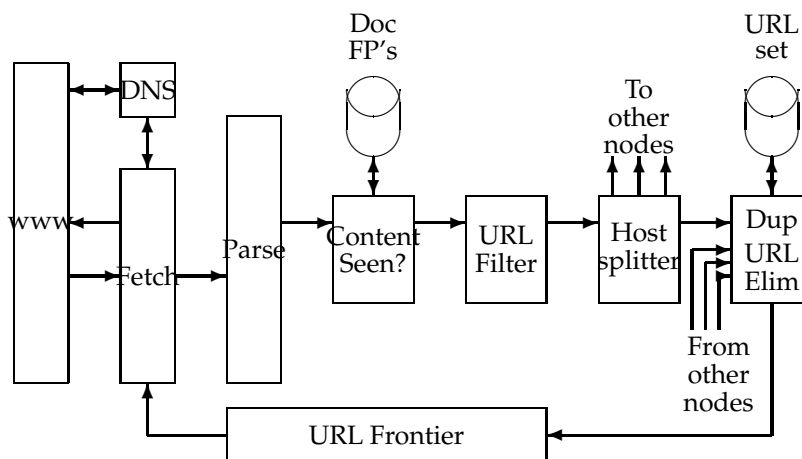 Doc
FP's
URL
set
DNS
To
other
nodes
www
Fetch
Parse
Content
Seen?
URL
Filter
Host
splitter
Dup
URL
Elim
From
other
nodes
URL Frontier